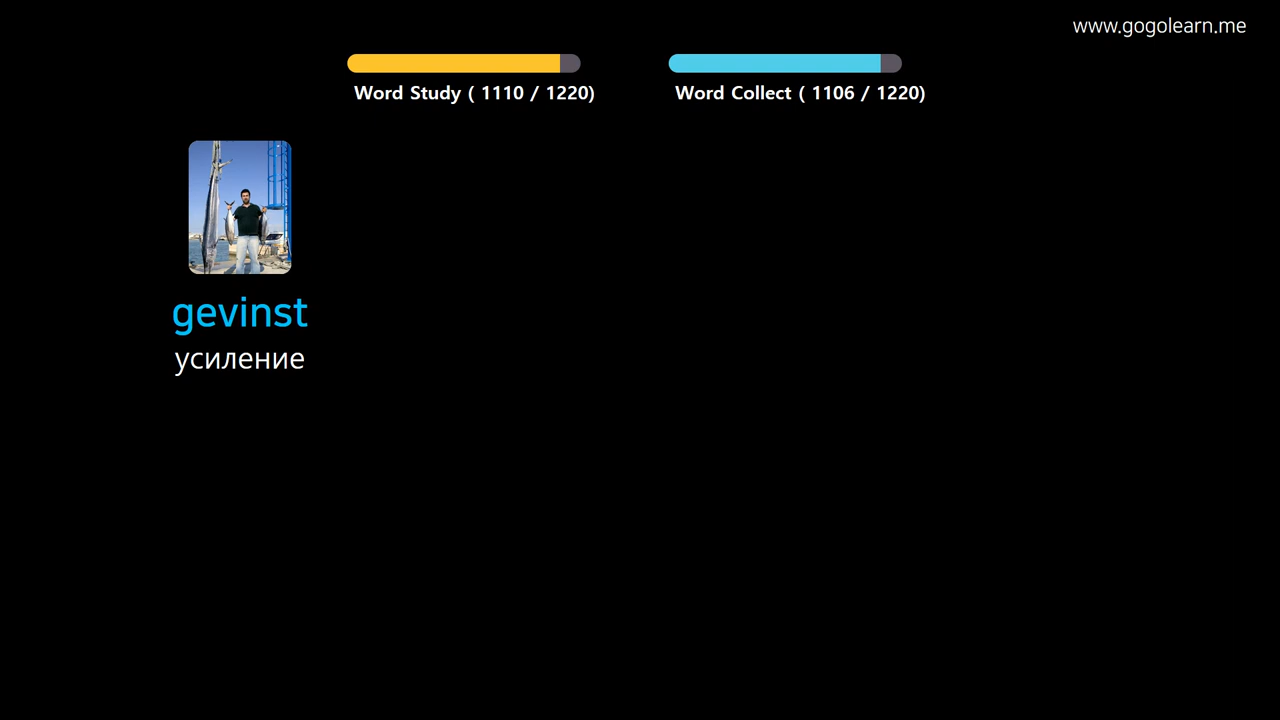 www.gogolearn.me
Word Study ( 1110 / 1220)
Word Collect ( 1106 / 1220)
gevinst
усиление